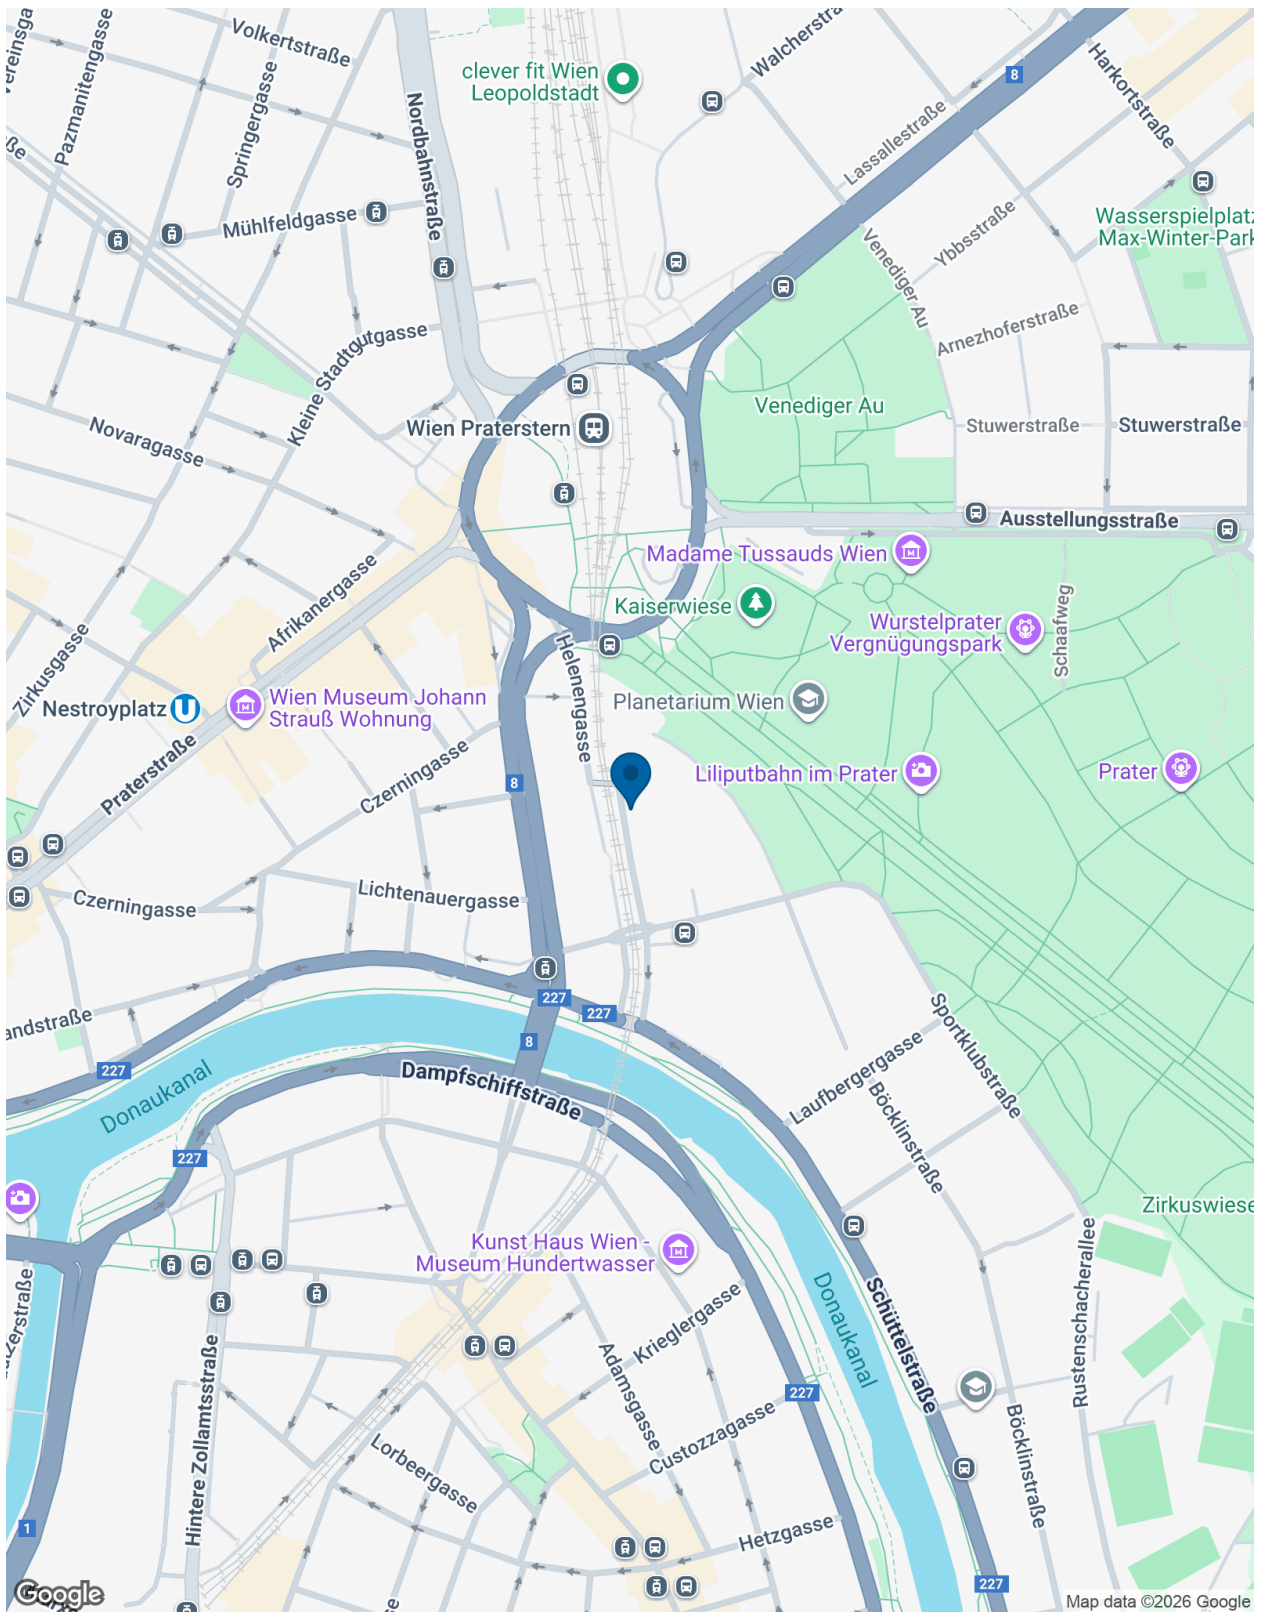 Volkertstraße
Pazmanitengasse
Springergasse
clever fit Wien
Leopoldstadt
Walcherstra
8
Harkortstraße
Nordbahnstraße
Lassallestraße
Mühlfeldgasse
Wasserspielplatz
Max-Winter-Park
Venediger Au
Ybbsstraße
Arnezhoferstraße
Kleine Stadtgutgasse
Venediger Au
Novaragasse
Wien Praterstern
Stuwerstraße
Stuwerstraße
Ausstellungsstraße
Madame Tussauds Wien
Afrikanergasse
Kaiserwiese
Schaafweg
Wurstelprater
Vergnügungspark
Zirkusgasse
Helenengasse
Nestroyplatz
U
Wien Museum Johann
Strauß Wohnung
Planetarium Wien
Praterstraße
Czerningasse
8
Liliputbahn im Prater
Prater
Czerningasse
Lichtenauergasse
andstraße
227
227
8
227
Sportklubstraße
Donaukanal
Dampfschiffstraße
Laufbergergasse
Böcklinstraße
227
Zirkuswiese
Kunst Haus Wien -
Museum Hundertwasser
Rustenschacherallee
Donaukanal
Schüttelstraße
Krieglergasse
Adamsgasse
227
Hintere Zollamtsstraße
Custozzagasse
Böcklinstraße
Lorbeergasse
1
Hetzgasse
227
Google
Map data ©2026 Google